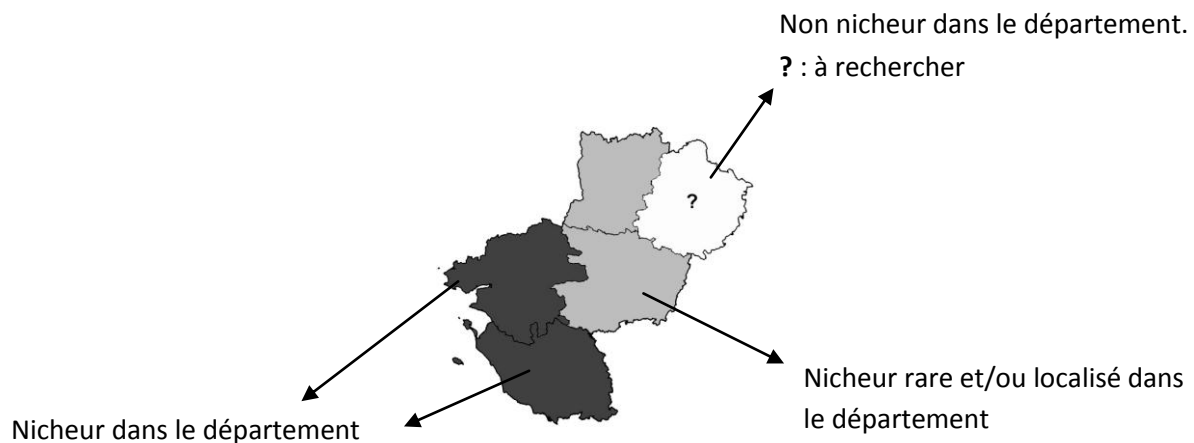 Non nicheur dans le département.
? : à rechercher
?
Nicheur rare et/ou localisé dans
le département
Nicheur dans le département